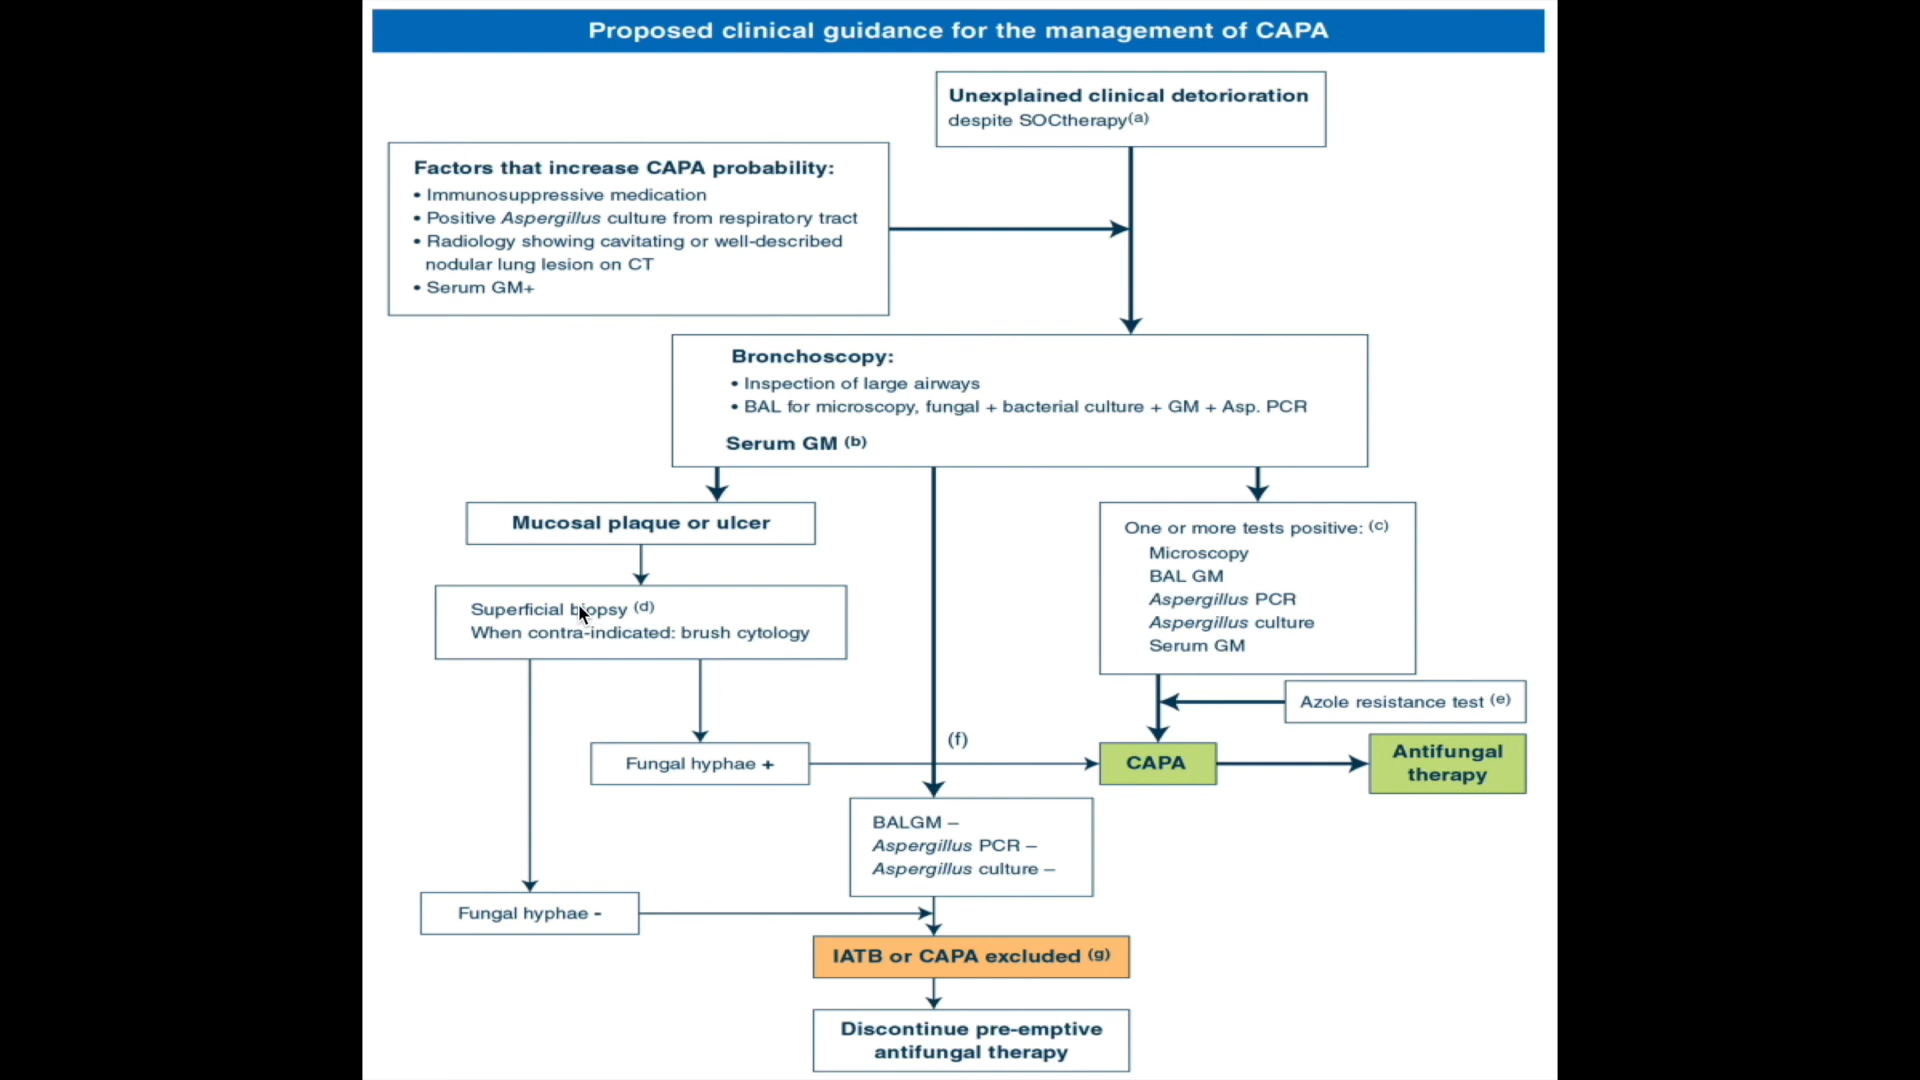 Proposed clinical guidance for the management of CAPA
Unexplained clinical detorioration
despite SOCtherapy(a)
Factors that increase CAPA probability:
• Immunosuppressive medication
• Positive Aspergillus culture from respiratory tract
• Radiology showing cavitating or well-described
nodular lung lesion on CT
• Serum GM+
Bronchoscopy:
• Inspection of large airways
• BAL for microscopy, fungal + bacterial culture + GM + Asp. PCR
Serum GM (b)
Mucosal plaque or ulcer
Superficial biopsy (d)
When contra-indicated: brush cytology
One or more tests positive: (c)
Microscopy
BAL GM
Aspergillus PCR
Aspergillus culture
Serum GM
Azole resistance test (e)
Fungal hyphae +
(f)
CAPA
Antifungal
therapy
BALGM –
Aspergillus PCR –
Aspergillus culture –
Fungal hyphae -
IATB or CAPA excluded (g)
Discontinue pre-emptive
antifungal therapy